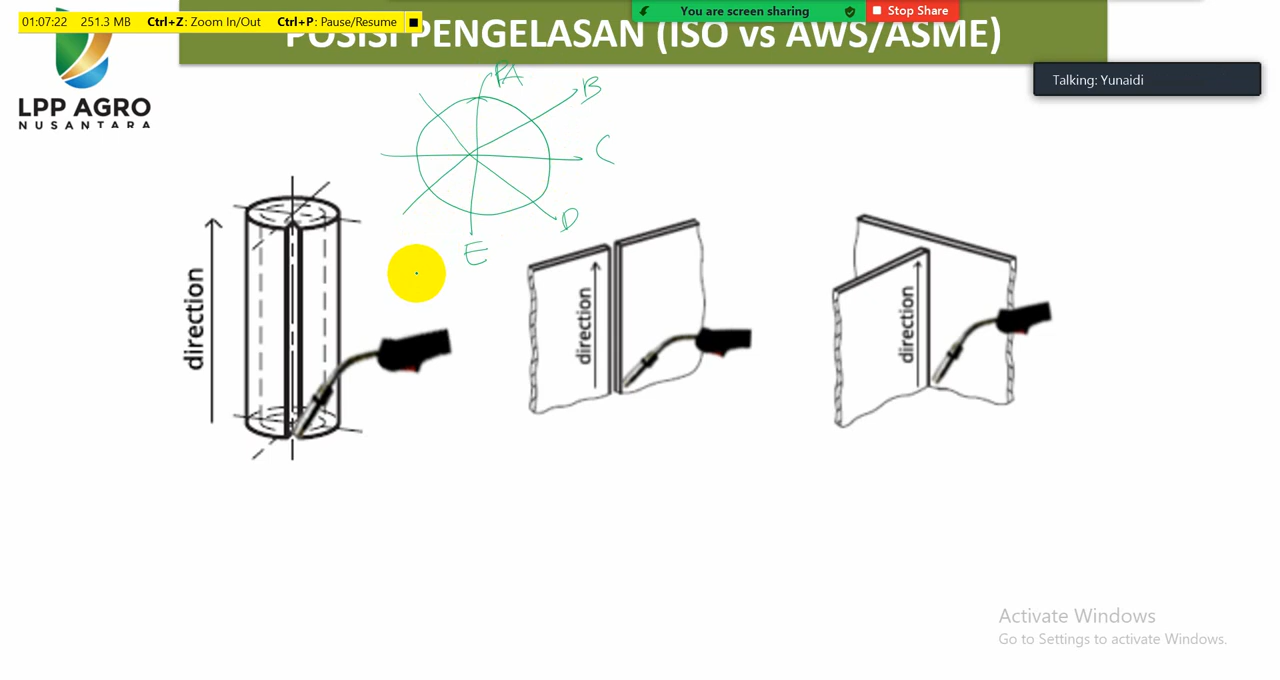 01:07:22 251.3 MB Ctrl+Z: Zoom In/Out Ctrl+P: Pause/Resume
You are screen sharing
Stop Share
POSISI PENGELASAN (ISO vs AWS/ASME)
Talking: Yunaidi
LPP AGRO
NUSANTARA
PA
B
C
D
E
direction
direction
direction
Activate Windows
Go to Settings to activate Windows.